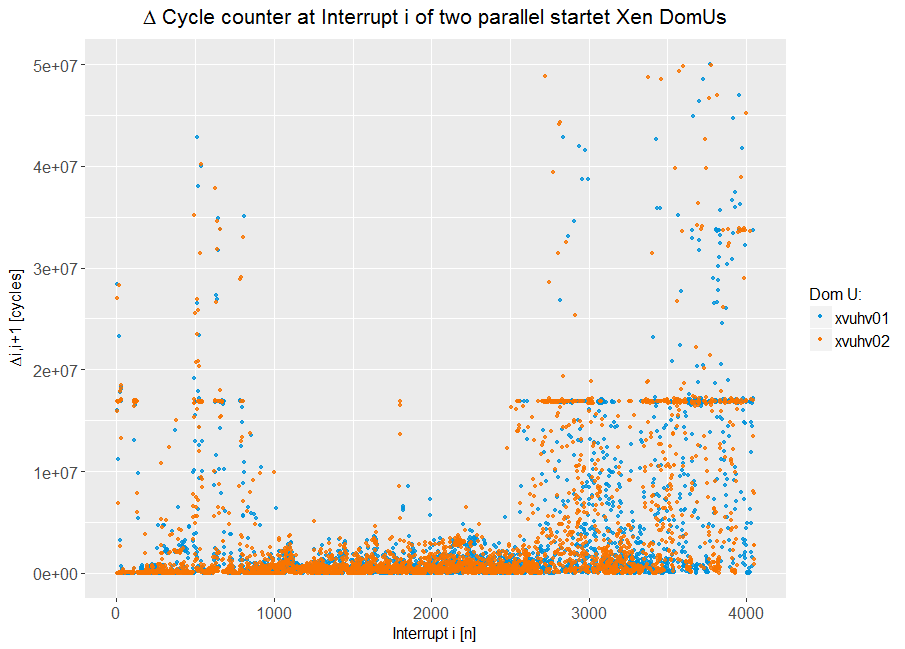 Δ Cycle counter at Interrupt i of two parallel startet Xen DomUs
5e+07
4e+07
3e+07
2e+07
1e+07
0e+00
Δi,i+1 [cycles]
0 1000 2000 3000 4000
Interrupt i [n]
Dom U:
xvuhv01
xvuhv02